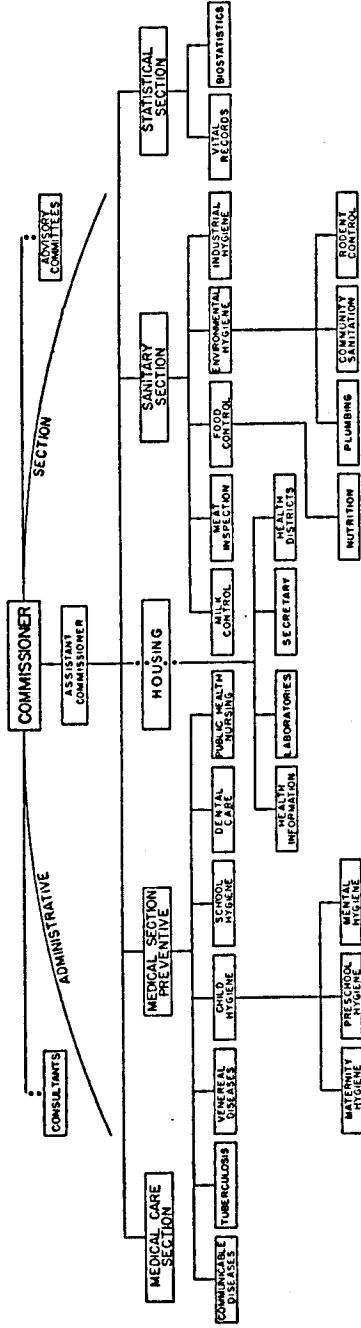 COMMISSIONER
ADMINISTRATIVE
SECTION
CONSULTANTS
ASSISTANT
COMMISSIONER
ADVISORY
COMMITTEES
MEDICAL CARE
SECTION
MEDICAL SECTION
PREVENTIVE
HOUSING
SANITARY
SECTION
STATISTICAL
SECTION
COMMUNICABLE
DISEASES
TUBERCULOSIS
VENEREAL
DISEASES
CHILD
HYGIENE
SCHOOL
HYGIENE
DENTAL
CARE
PUBLIC HEALTH
NURSING
MILK
CONTROL
MEAT
INSPECTION
FOOD
CONTROL
ENVIRONMENTAL
HYGIENE
INDUSTRIAL
HYGIENE
VITAL
RECORDS
BIOSTATISTICS
HEALTH
INFORMATION
LABORATORIES
SECRETARY
HEALTH
DISTRICTS
MATERNITY
HYGIENE
PRESCHOOL
HYGIENE
MENTAL
HYGIENE
NUTRITION
PLUMBING
COMMUNITY
SANITATION
RODENT
CONTROL